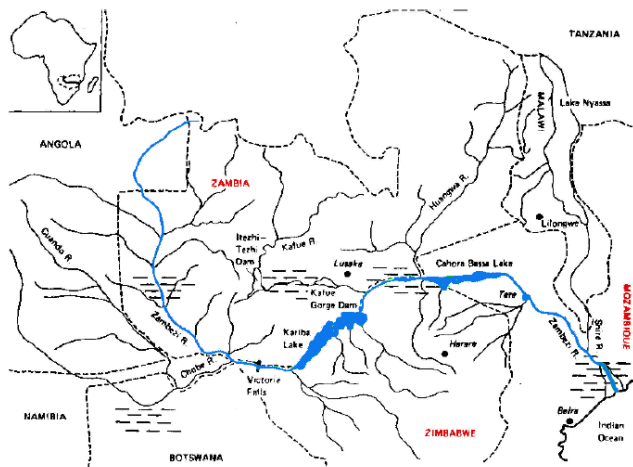 TANZANIA
Lake Nyassa
MALAWI
ANGOLA
ZAMBIA
Huangwa R.
Cuando R.
Itezhi-
Tezhi
Dam
Kafue R.
Lilongwe
Lusaka
Cahora Bassa Lake
Kafue
Gorge Dam
Tete
MOZAMBIQUE
Zambezi R.
Kariba
Lake
Zambezi R.
Shire R.
Harare
Chobe R.
Victoria
Falls
NAMIBIA
Beira
Indian
Ocean
ZIMBABWE
BOTSWANA